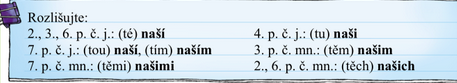 Rozlišujte:
2., 3., 6. p. č. j.: (té) naší 4. p. č. j.: (tu) naši
7. p. č. j.: (tou) naší, (tím) naším 3. p. č. mn.: (těm) našim
7. p. č. mn.: (těmi) našimi 2., 6. p. č. mn.: (těch) našich